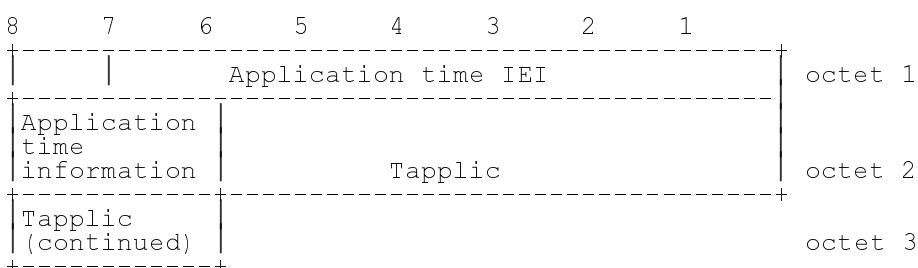 8 7 6 5 4 3 2 1
Application time IEI octet 1
Application
time
information Tapplic octet 2
Tapplic
(continued) octet 3